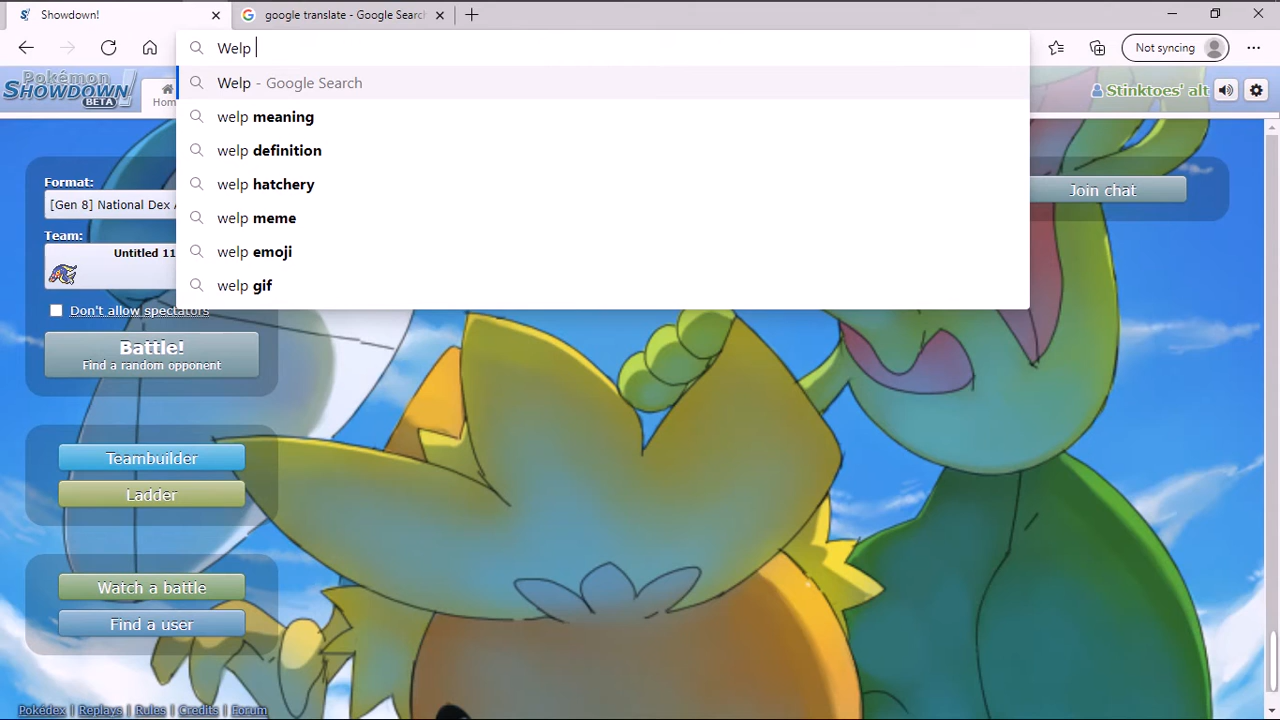 Showdown!
google translate - Google Search
Welp
Not syncing
Welp - Google Search
welp meaning
welp definition
welp hatchery
welp meme
welp emoji
welp gif
Pokémon
SHOWDOWN
BETA
Hom
Stinktoes' alt
Format:
[Gen 8] National Dex
Team:
Untitled 11
Don't allow spectators
Battle!
Find a random opponent
Join chat
Teambuilder
Ladder
Watch a battle
Find a user
Pokédex | Replays | Rules | Credits | Forum